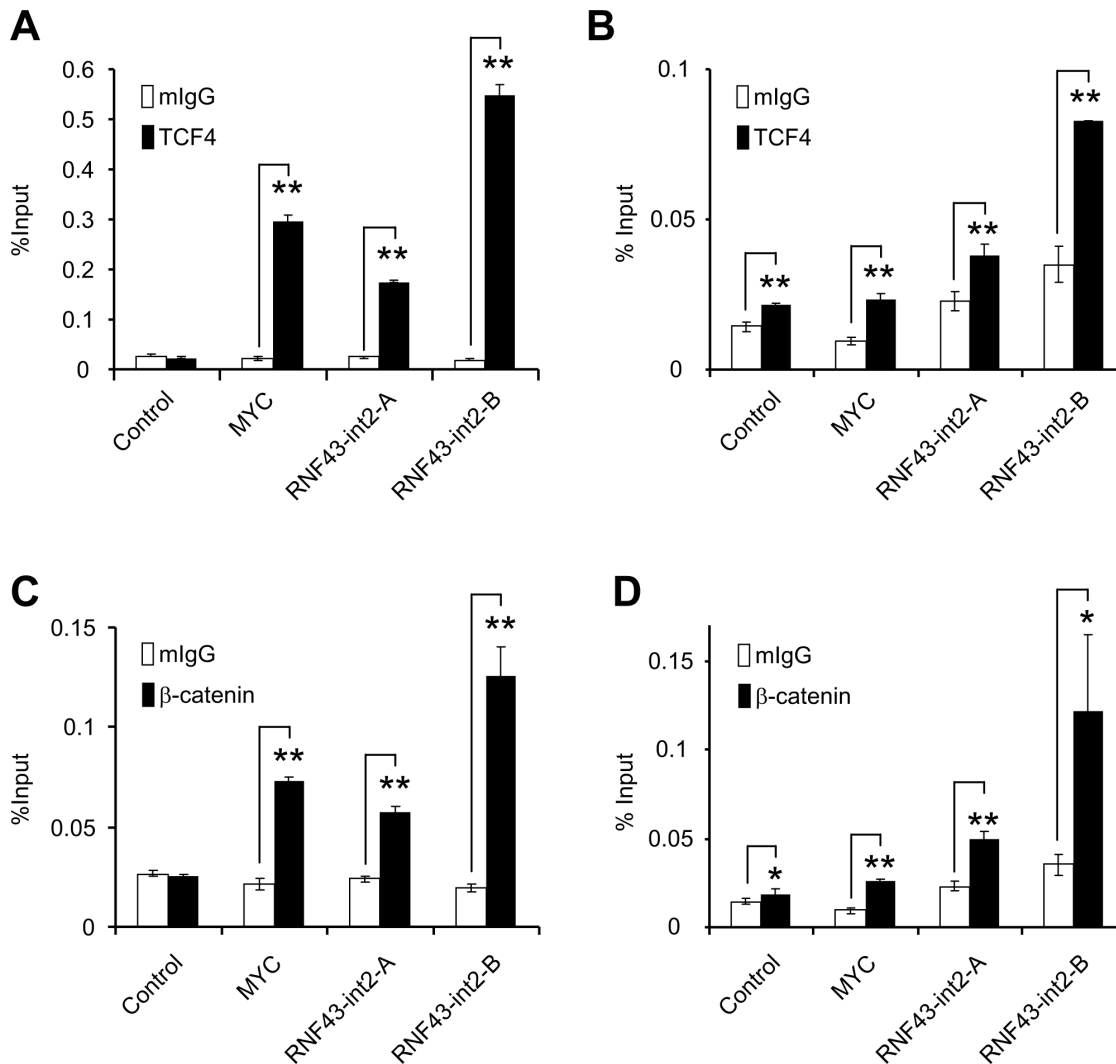 A
%Input
0.6
0.5
0.4
0.3
0.2
0.1
0
mIgG
TCF4
**
**
**
Control
MYC
RNF43-int2-A
RNF43-int2-B
B
% Input
0.1
0.05
0
mIgG
TCF4
**
**
**
**
Control
MYC
RNF43-int2-A
RNF43-int2-B
C
%Input
0.15
0.1
0.05
0
mIgG
β-catenin
**
**
**
Control
MYC
RNF43-int2-A
RNF43-int2-B
D
% Input
0.15
0.1
0.05
0
mIgG
β-catenin
*
**
**
*
Control
MYC
RNF43-int2-A
RNF43-int2-B